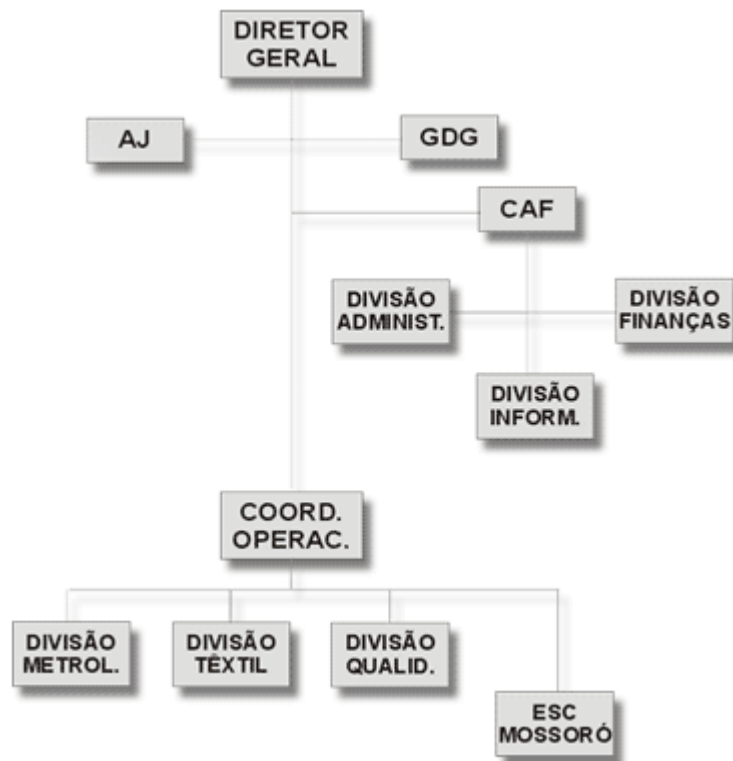 DIRETOR
GERAL
AJ
GDG
CAF
DIVISÃO
ADMINIST.
DIVISÃO
FINANÇAS
DIVISÃO
INFORM.
COORD.
OPERAC.
DIVISÃO
METROL.
DIVISÃO
TÊXTIL
DIVISÃO
QUALID.
ESC
MOSSORÓ